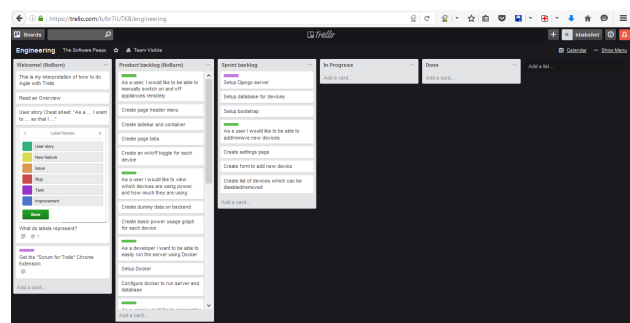 https://trello.com/b/br7iUTKB/engineering
Boards
Trello
kbabshet
Engineering The Software Peeps Team Visible
Calendar
Show Menu
Welcome! (NoBurn)
This is my interpretation of how to do
Agile with Trello
Read an Overview
User story Cheat sheet: "As a ... I want
to ... so that I ..."
Label Names
User story
New feature
Issue
Bug
Task
Improvement
Save
What do labels represent?
1
Get the "Scrum for Trello" Chrome
Extension
Add a card...
Product backlog (NoBurn)
As a user, I would like to be able to
manually switch on and off
appliances remotely
Create page header menu
Create sidebar and container
Create page tabs
Create an on/off toggle for each
device
As a user I would like to view
which devices are using power,
and how much they are using
Create dummy data on backend
Create basic power usage graph
for each device
As a developer I want to be able to
easily run the server using Docker
Setup Docker
Configure docker to run server and
database
Add a card...
Sprint backlog
Setup Django server
Setup database for devices
Setup bootstrap
As a user I would like to be able to
add/remove new devices
Create settings page
Create form to add new device
Create list of devices which can be
disabled/removed
Add a card...
In Progress
Add a card...
Done
Add a card...
Add a list...